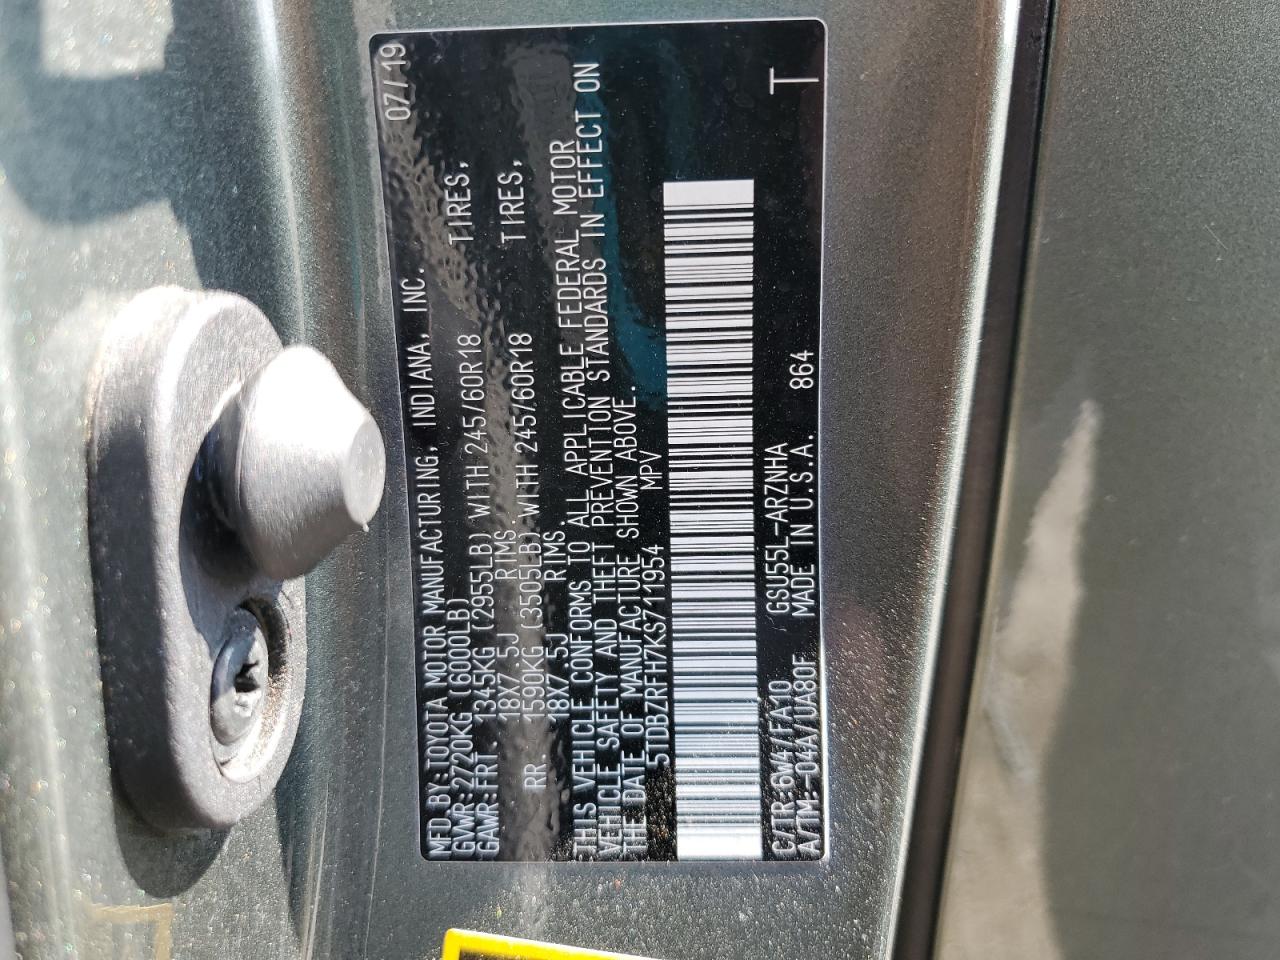 MFD. BY: TOYOTA MOTOR MANUFACTURING, INDIANA, INC. 07/19
GVWR: 2720KG (6000LB)
GAWR: FRT. 1345KG (2955LB) WITH 245/60R18 TIRES,
18X7.5J RIMS.
RR. 1590KG (3505LB) WITH 245/60R18 TIRES,
18X7.5J RIMS.
THIS VEHICLE CONFORMS TO ALL APPLICABLE FEDERAL MOTOR
VEHICLE SAFETY AND THEFT PREVENTION STANDARDS IN EFFECT ON
THE DATE OF MANUFACTURE SHOWN ABOVE.
5TDBZRFH7KS711954 MPV
C/TR: 6W4/FA10 GSU55L-ARZNHA
A/TM: -04A/UA80F MADE IN U.S.A. 864 T